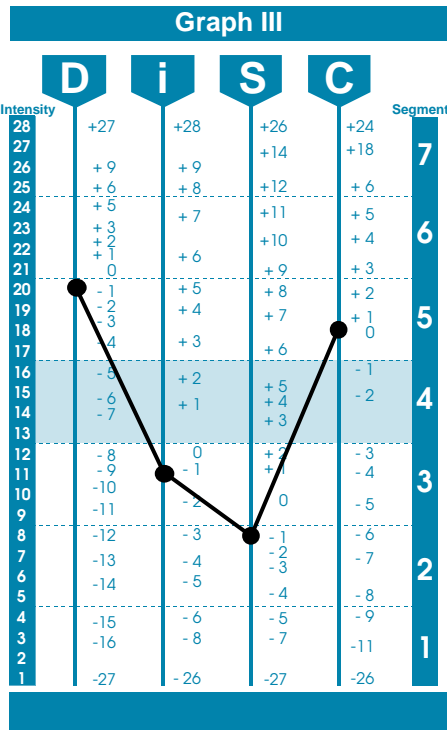 Graph III
D i S C
Intensity Segment
28 +27 +28 +26 +24
27 +14 +18 7
26 + 9 + 9
25 + 6 + 8 +12 + 6
24 + 5 + 7 +11 + 5
23 + 3 6
+ 2 +10 + 4
22 + 1 + 6
21 0 + 9 + 3
20 - 1 + 5 + 8 + 2
19 - 2 + 4 + 7 + 1 5
18 - 3 0
- 4 + 3
17 + 6
16 - 5 + 2 - 1
15 + 5 4
- 6 + 1 + 4 - 2
14 - 7 + 3
13
12 - 8 0 + 2 - 3
11 - 9 - 1 + 1 - 4 3
10 -10 - 2 0
9 -11 - 5
8 -12 - 3 - 1 - 6
7 -13 - 4 - 2 - 7 2
6 -14 - 5 - 3
5 - 4 - 8
4 -15 - 6 - 5 - 9
3 -16 - 8 - 7 -11 1
2
1 -27 - 26 -27 -26